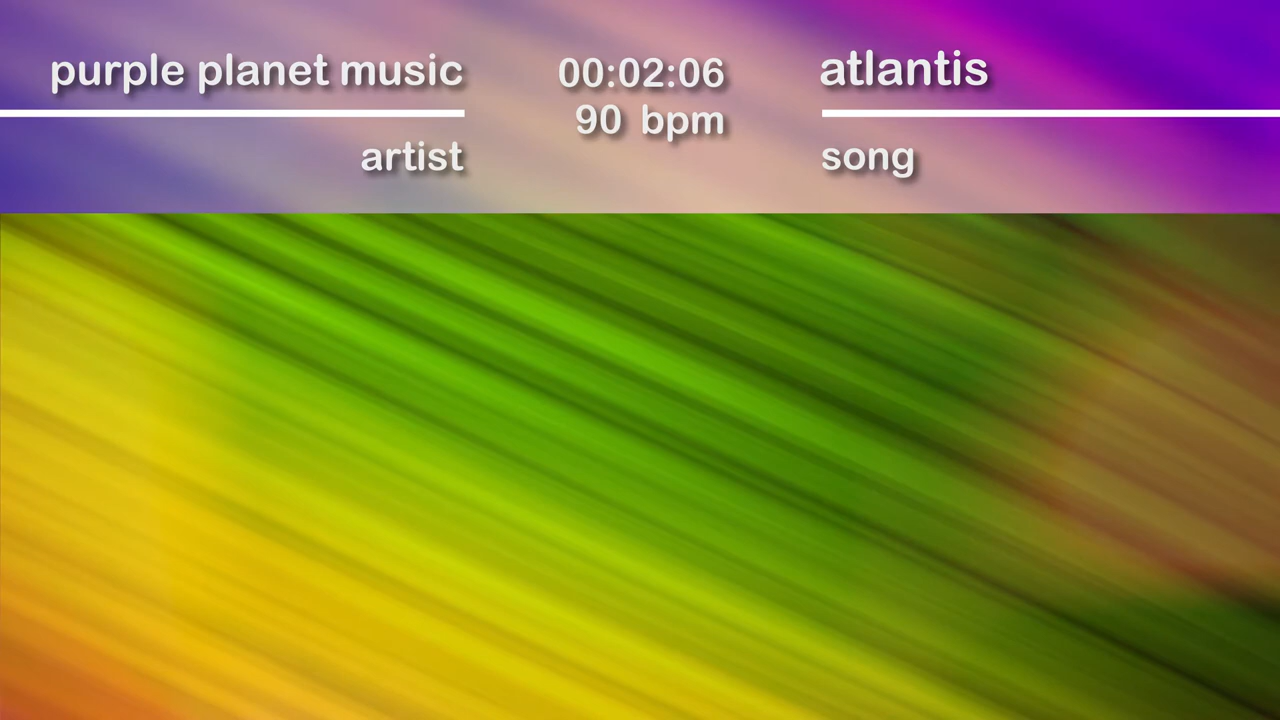 purple planet music
artist
00:02:06
90 bpm
atlantis
song